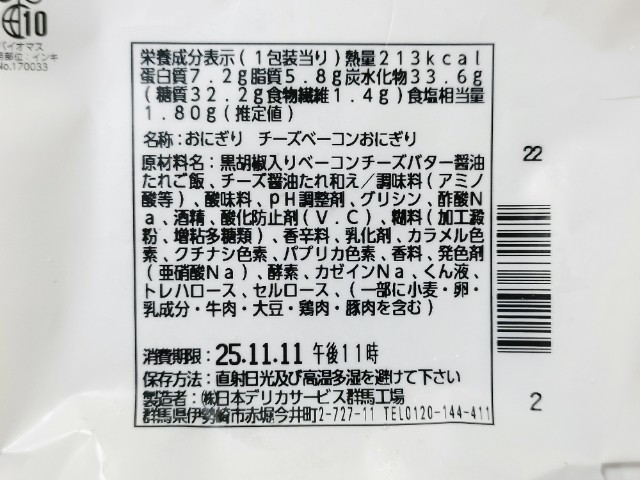 10
バイオマス
No.170033
栄養成分表示(1包装当り)熱量213kcal
蛋白質7.2g脂質5.8g炭水化物33.6g
(糖質32.2g食物繊維1.4g)食塩相当量
1.80g(推定値)
名称:おにぎり チーズベーコンおにぎり
原材料名:黒胡椒入りベーコンチーズバター醤油
たれご飯、チーズ醤油たれ和え/調味料(アミノ
酸等)、酸味料、pH調整剤、グリシン、酢酸N
a、酒精、酸化防止剤(V.C)、糊料(加工澱
粉、増粘多糖類)、香辛料、乳化剤、カラメル色
素、クチナシ色素、パプリカ色素、香料、発色剤
(亜硝酸Na)、酵素、カゼインNa、くん液、
トレハロース、セルロース、(一部に小麦・卵・
乳成分・牛肉・大豆・鶏肉・豚肉を含む)
消費期限:25.11.11 午後11時
保存方法:直射日光及び高温多湿を避けて下さい
製造者:㈱日本デリカサービス群馬工場
群馬県伊勢崎市赤堀今井町2-727-11 TEL0120-144-411
22
2